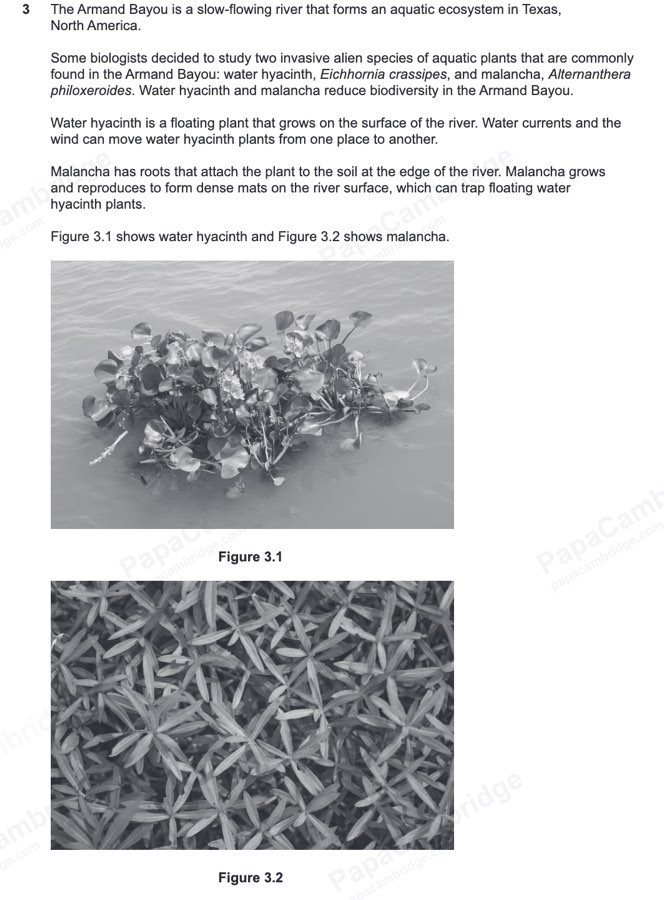 3 The Armand Bayou is a slow-flowing river that forms an aquatic ecosystem in Texas,
North America.
Some biologists decided to study two invasive alien species of aquatic plants that are commonly
found in the Armand Bayou: water hyacinth, Eichhornia crassipes, and malancha, Alternanthera
philoxeroides. Water hyacinth and malancha reduce biodiversity in the Armand Bayou.
Water hyacinth is a floating plant that grows on the surface of the river. Water currents and the
wind can move water hyacinth plants from one place to another.
Malancha has roots that attach the plant to the soil at the edge of the river. Malancha grows
and reproduces to form dense mats on the river surface, which can trap floating water
hyacinth plants.
Figure 3.1 shows water hyacinth and Figure 3.2 shows malancha.
Figure 3.1
PapaCamb
papacambridge.com
Figure 3.2